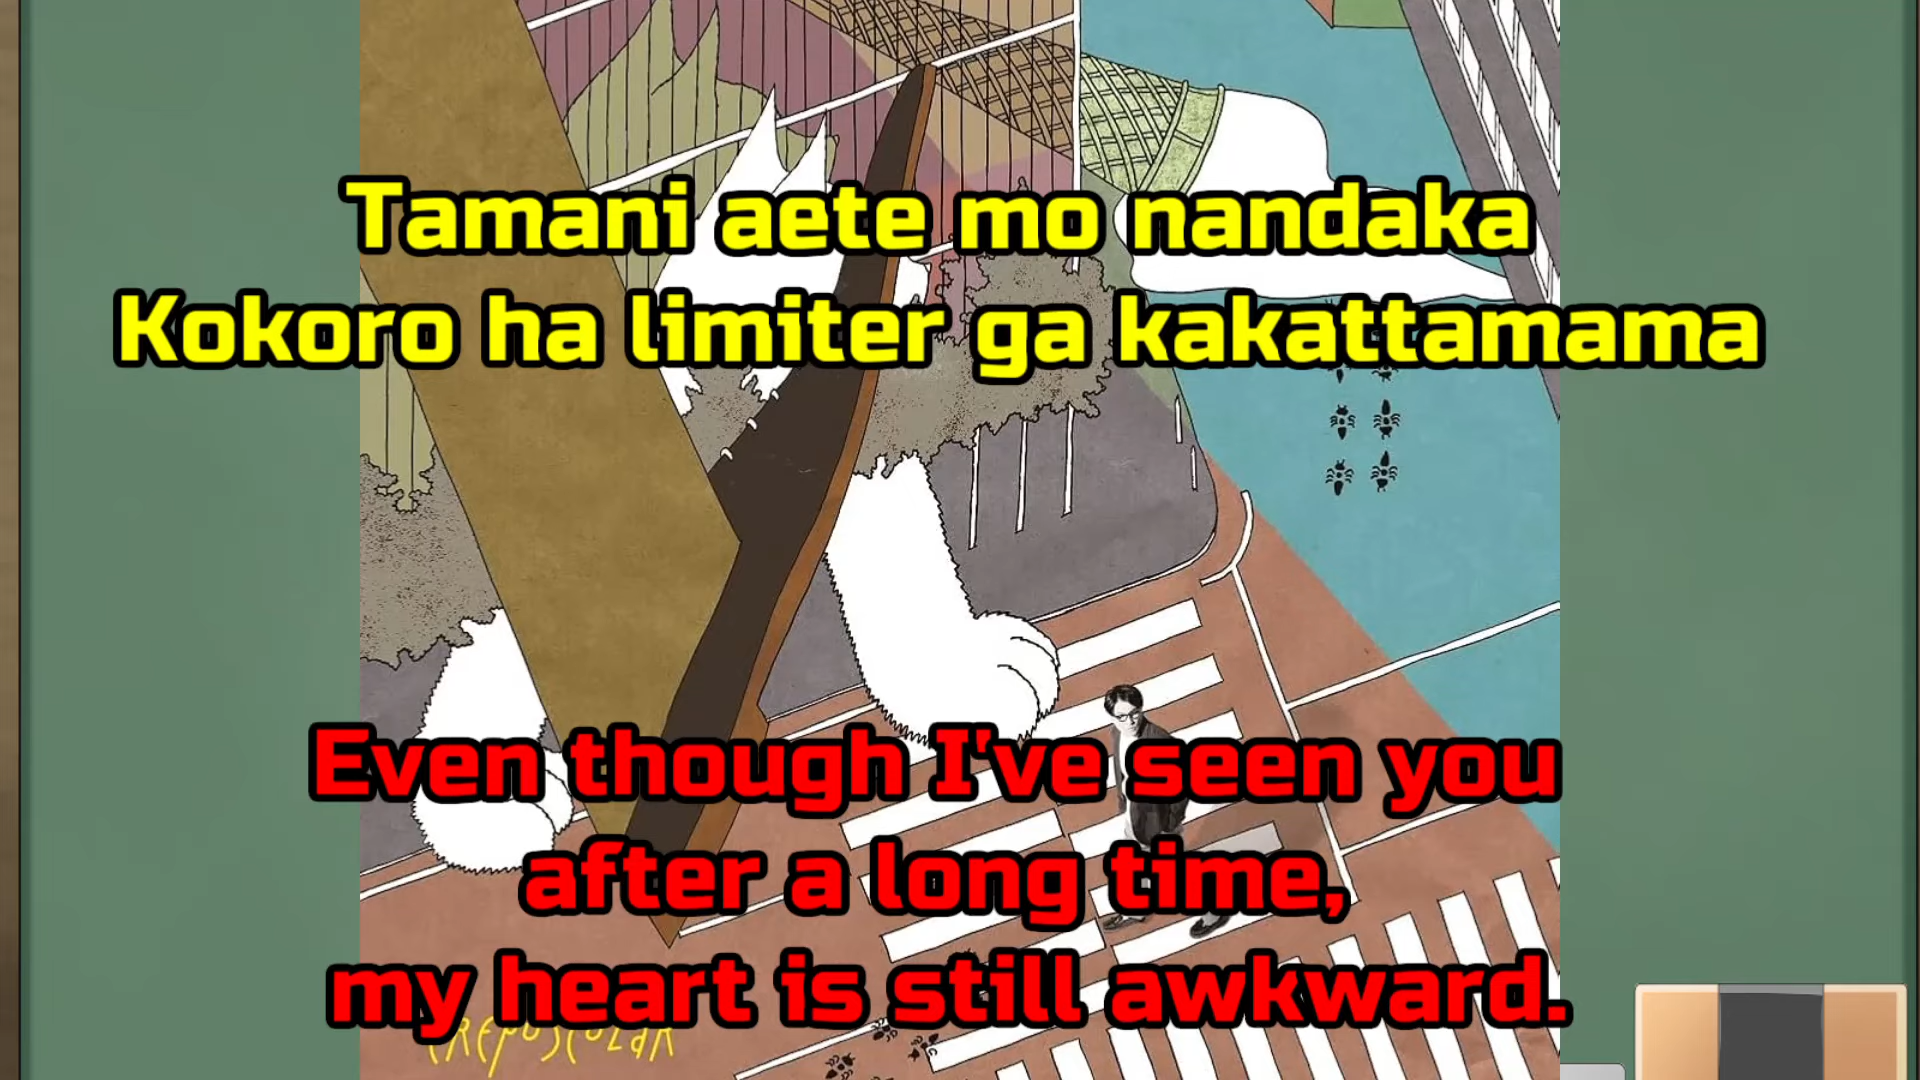 Tamani aete mo nandaka
Kokoro ha limiter ga kakattamama
Even though I've seen you
after a long time,
my heart is still awkward.